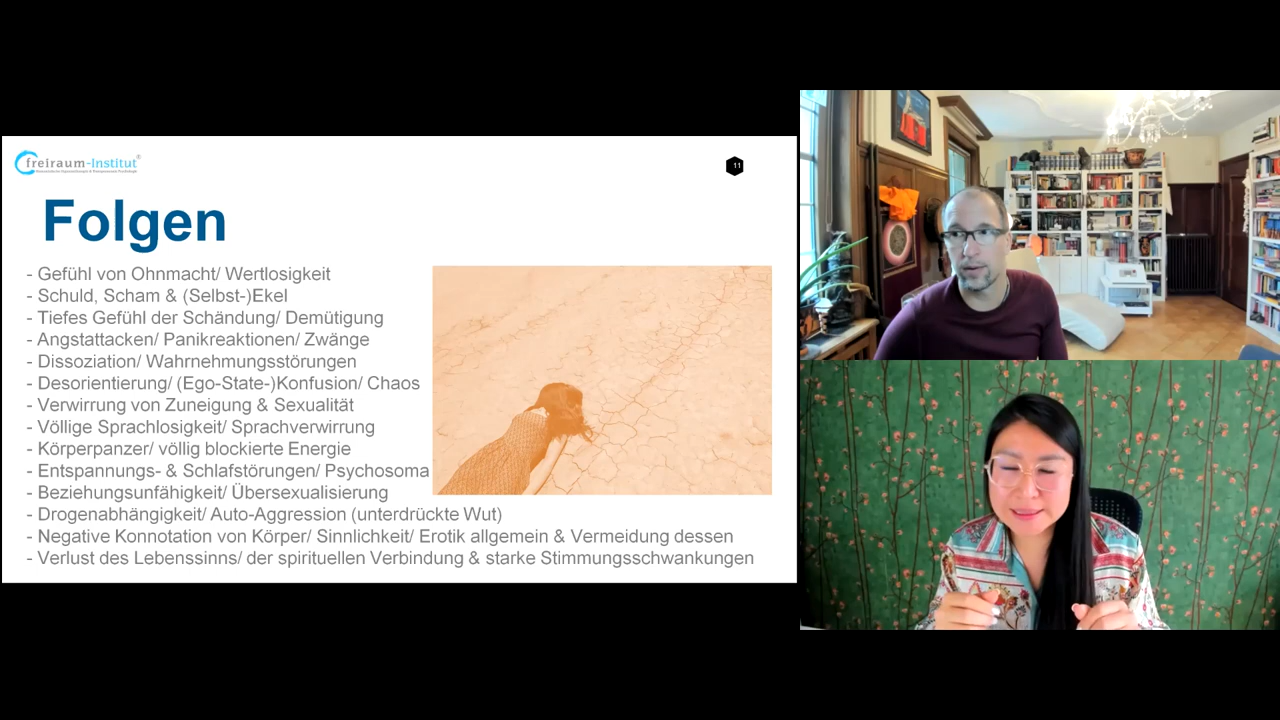 freiraum-Institut®
11
Folgen
- Gefühl von Ohnmacht/ Wertlosigkeit
- Schuld, Scham & (Selbst-)Ekel
- Tiefes Gefühl der Schändung/ Demütigung
- Angstattacken/ Panikreaktionen/ Zwänge
- Dissoziation/ Wahrnehmungsstörungen
- Desorientierung/ (Ego-State-)Konfusion/ Chaos
- Verwirrung von Zuneigung & Sexualität
- Völlige Sprachlosigkeit/ Sprachverwirrung
- Körperpanzer/ völlig blockierte Energie
- Entspannungs- & Schlafstörungen/ Psychosoma
- Beziehungsunfähigkeit/ Übersexualisierung
- Drogenabhängigkeit/ Auto-Aggression (unterdrückte Wut)
- Negative Konnotation von Körper/ Sinnlichkeit/ Erotik allgemein & Vermeidung dessen
- Verlust des Lebenssinns/ der spirituellen Verbindung & starke Stimmungsschwankungen